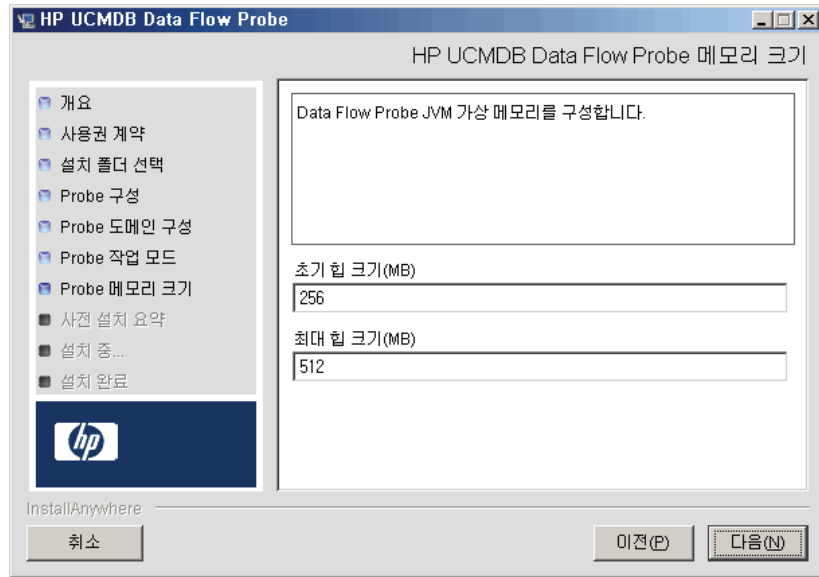 HP UCMDB Data Flow Probe
HP UCMDB Data Flow Probe 메모리 크기
개요
사용권 계약
설치 폴더 선택
Probe 구성
Probe 도메인 구성
Probe 작업 모드
Probe 메모리 크기
사전 설치 요약
설치 중...
설치 완료
Data Flow Probe JVM 가상 메모리를 구성합니다.
초기 힙 크기(MB)
256
최대 힙 크기(MB)
512
hp
InstallAnywhere
취소
이전(P)
다음(N)